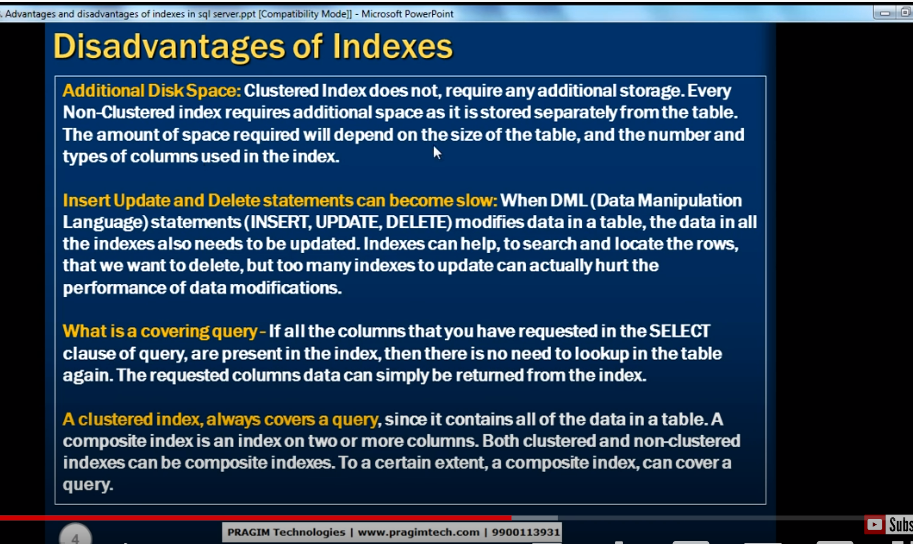 . Advantages and disadvantages of indexes in sql server.ppt [Compatibility Mode]] - Microsoft PowerPoint
Disadvantages of Indexes
Additional Disk Space: Clustered Index does not, require any additional storage. Every
Non-Clustered index requires additional space as it is stored separately from the table.
The amount of space required will depend on the size of the table, and the number and
types of columns used in the index.
Insert Update and Delete statements can become slow: When DML (Data Manipulation
Language) statements (INSERT, UPDATE, DELETE) modifies data in a table, the data in all
the indexes also needs to be updated. Indexes can help, to search and locate the rows,
that we want to delete, but too many indexes to update can actually hurt the
performance of data modifications.
What is a covering query - If all the columns that you have requested in the SELECT
clause of query, are present in the index, then there is no need to lookup in the table
again. The requested columns data can simply be returned from the index.
A clustered index, always covers a query, since it contains all of the data in a table. A
composite index is an index on two or more columns. Both clustered and non-clustered
indexes can be composite indexes. To a certain extent, a composite index, can cover a
query.
4
PRAGIM Technologies | www.pragimtech.com | 9900113931
Subs